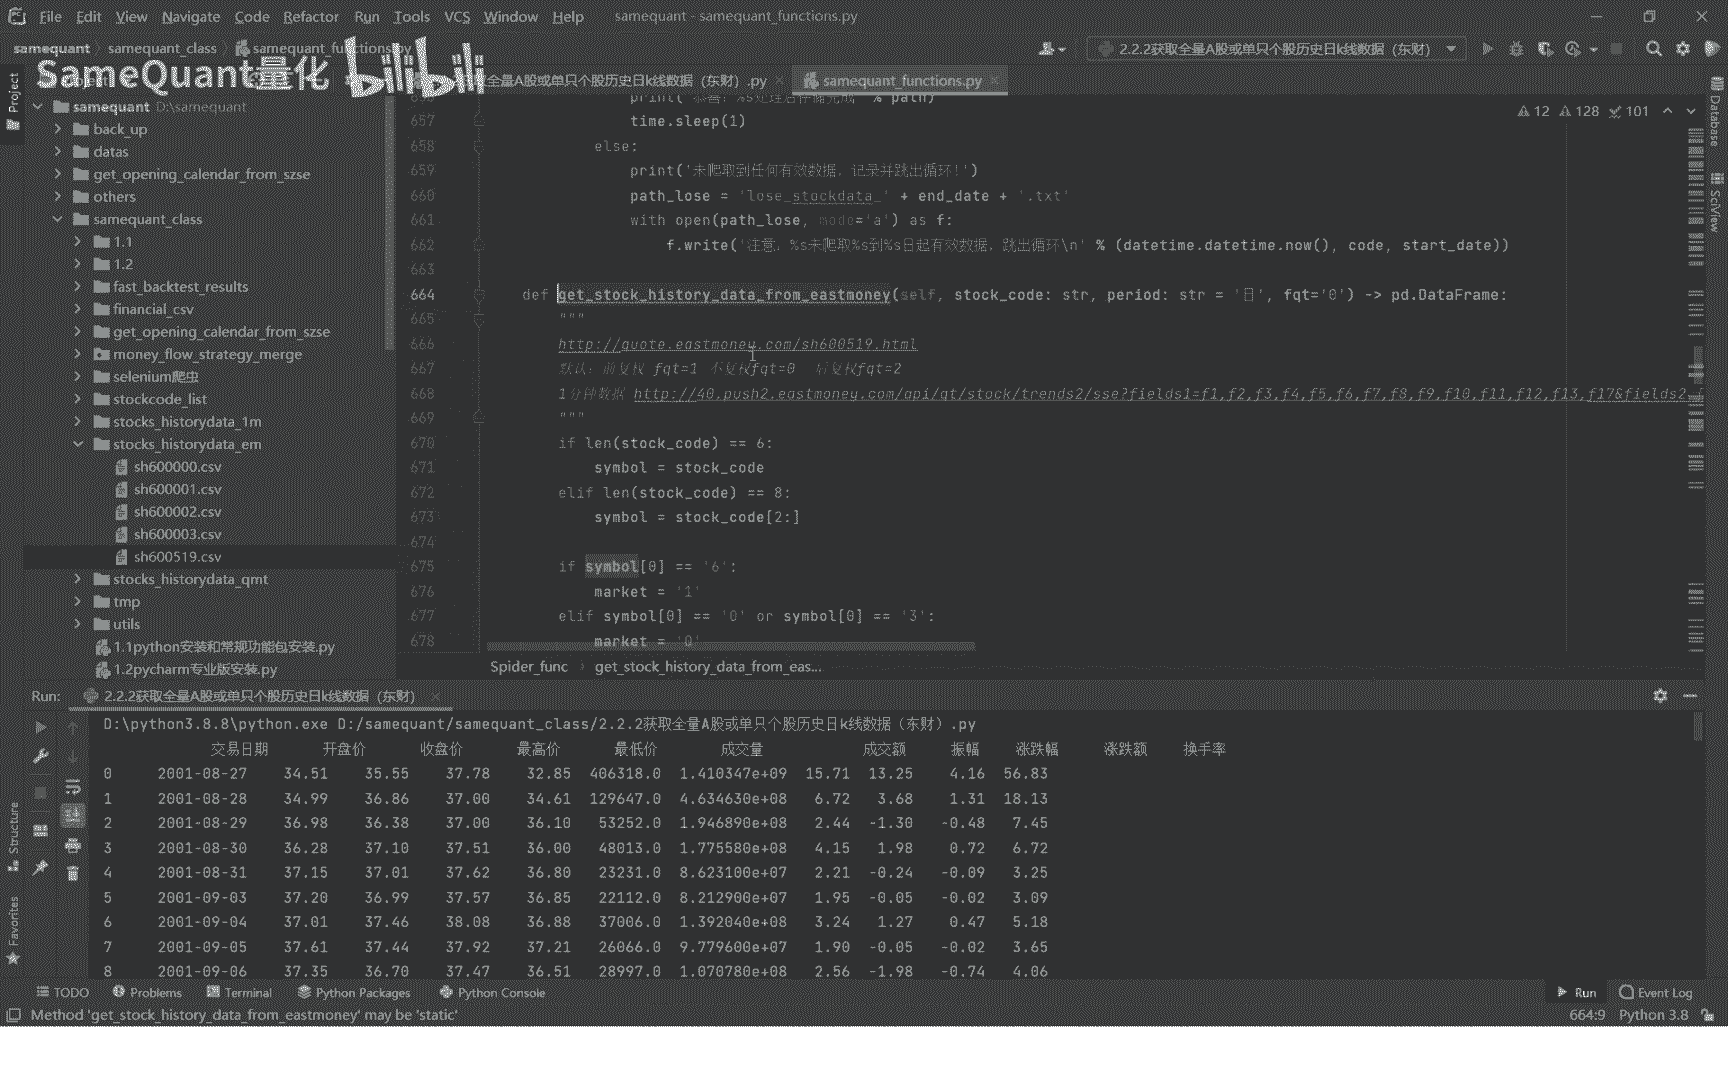 File Edit View Navigate Code Refactor Run Tools VCS Window Help samequant - samequant_functions.py
samequant samequant_class samequant_functions.py
2.2.2获取全量A股或单只个股历史日k线数据（东财）
SameQuant量化 bilibili
全量A股或单只个股历史日k线数据（东财）.py samequant_functions.py
Project
samequant D:\samequant
back_up
datas
get_opening_calendar_from_szse
others
samequant_class
1.1
1.2
fast_backtest_results
financial_csv
get_opening_calendar_from_szse
money_flow_strategy_merge
selenium爬虫
stockcode_list
stocks_historydata_1m
stocks_historydata_em
sh600000.csv
sh600001.csv
sh600002.csv
sh600003.csv
sh600519.csv
stocks_historydata_qmt
tmp
utils
1.1python安装和常规功能包安装.py
1.2pycharm专业版安装.py
12 128 101
% path)
657 time.sleep(1)
658 else:
659 print('未爬取到任何有效数据，记录并跳出循环!')
660 path_lose = 'lose_stockdata_' + end_date + '.txt'
661 with open(path_lose, mode='a') as f:
662 f.write('注意，%s未爬取%s到%s日起有效数据，跳出循环\n' % (datetime.datetime.now(), code, start_date))
663
664 def get_stock_history_data_from_eastmoney(self, stock_code: str, period: str = '日', fqt='0') -> pd.DataFrame:
665 """
666 http://quote.eastmoney.com/sh600519.html
667 默认：前复权 fqt=1 不复权fqt=0 后复权fqt=2
668 1分钟数据 http://40.push2.eastmoney.com/api/qt/stock/trends2/sse?fields1=f1,f2,f3,f4,f5,f6,f7,f8,f9,f10,f11,f12,f13,f17&fields2
669 """
670 if len(stock_code) == 6:
671 symbol = stock_code
672 elif len(stock_code) == 8:
673 symbol = stock_code[2:]
674
675 if symbol[0] == '6':
676 market = '1'
677 elif symbol[0] == '0' or symbol[0] == '3':
678 market = '0'
Spider_func get_stock_history_data_from_eas...
Database
SciView
Run: 2.2.2获取全量A股或单只个股历史日k线数据（东财）
D:\python3.8.8\python.exe D:/samequant/samequant_class/2.2.2获取全量A股或单只个股历史日k线数据（东财）.py
交易日期 开盘价 收盘价 最高价 最低价 成交量 成交额 振幅 涨跌幅 涨跌额 换手率
0 2001-08-27 34.51 35.55 37.78 32.85 406318.0 1.410347e+09 15.71 13.25 4.16 56.83
1 2001-08-28 34.99 36.86 37.00 34.61 129647.0 4.634630e+08 6.72 3.68 1.31 18.13
2 2001-08-29 36.98 36.38 37.00 36.10 53252.0 1.946890e+08 2.44 -1.30 -0.48 7.45
3 2001-08-30 36.28 37.10 37.51 36.00 48013.0 1.775580e+08 4.15 1.98 0.72 6.72
4 2001-08-31 37.15 37.01 37.62 36.80 23231.0 8.623100e+07 2.21 -0.24 -0.09 3.25
5 2001-09-03 37.20 36.99 37.57 36.85 22112.0 8.212900e+07 1.95 -0.05 -0.02 3.09
6 2001-09-04 37.01 37.46 38.08 36.88 37006.0 1.392040e+08 3.24 1.27 0.47 5.18
7 2001-09-05 37.61 37.44 37.92 37.21 26066.0 9.779600e+07 1.90 -0.05 -0.02 3.65
8 2001-09-06 37.35 36.70 37.47 36.51 28997.0 1.070780e+08 2.56 -1.98 -0.74 4.06
Structure
Favorites
TODO Problems Terminal Python Packages Python Console Run Event Log
Method 'get_stock_history_data_from_eastmoney' may be 'static' 664:9 Python 3.8